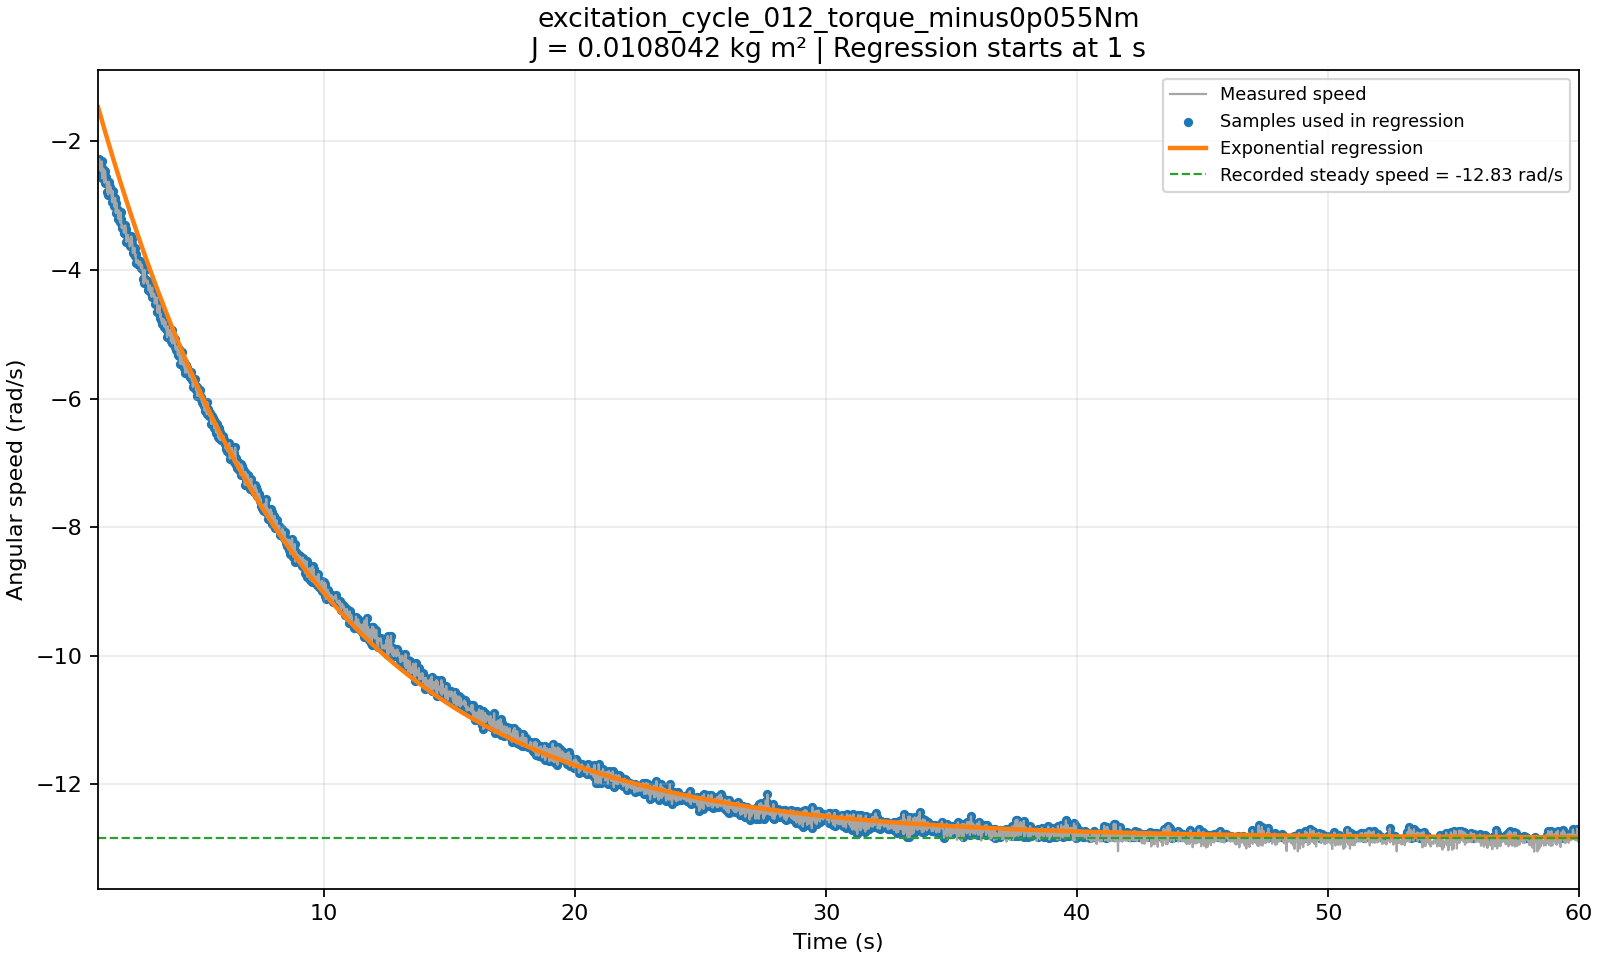 excitation_cycle_012_torque_minus0p055Nm
J = 0.0108042 kg m² | Regression starts at 1 s
Measured speed
Samples used in regression
Exponential regression
Recorded steady speed = -12.83 rad/s
Angular speed (rad/s)
−2
−4
−6
−8
−10
−12
10 20 30 40 50 60
Time (s)